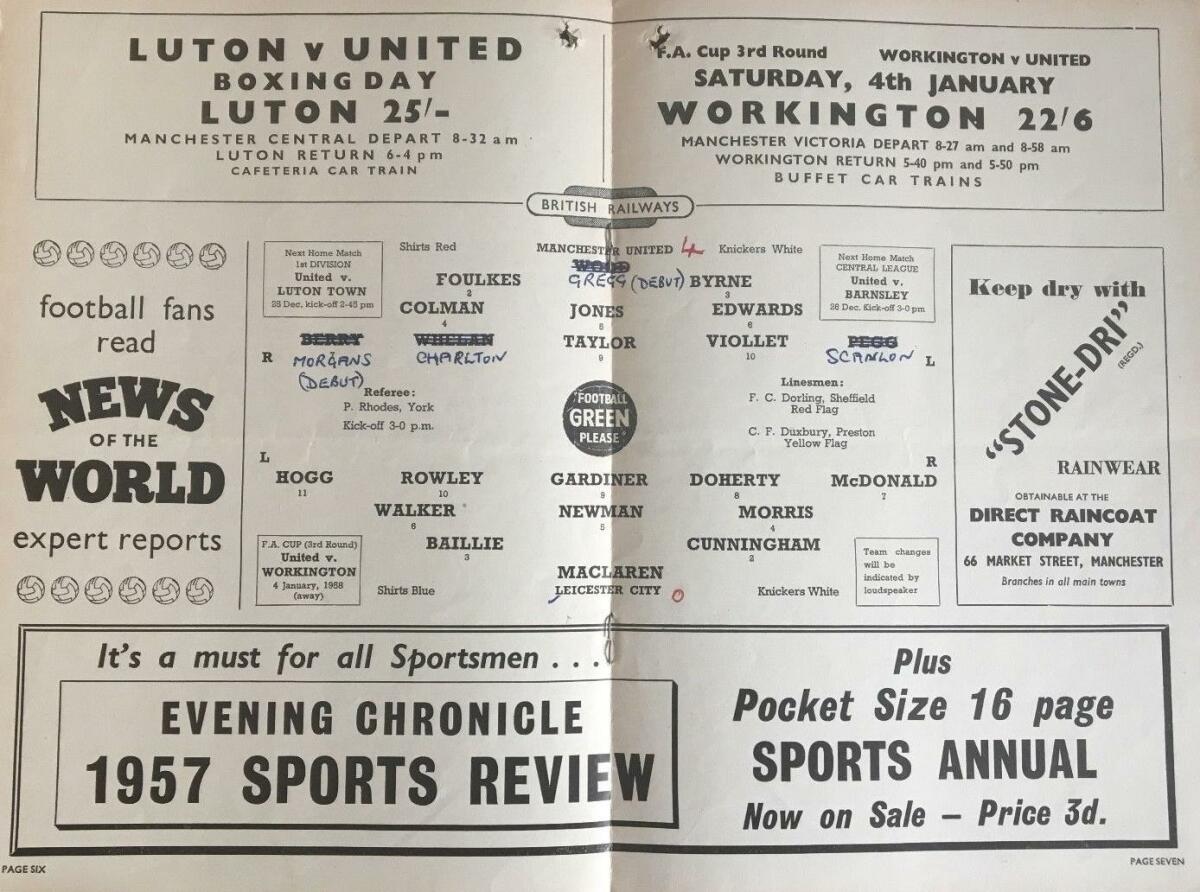 LUTON v UNITED
BOXING DAY
LUTON 25/-
MANCHESTER CENTRAL DEPART 8-32 am
LUTON RETURN 6-4 pm
CAFETERIA CAR TRAIN
F.A. Cup 3rd Round WORKINGTON v UNITED
SATURDAY, 4th JANUARY
WORKINGTON 22/6
MANCHESTER VICTORIA DEPART 8-27 am and 8-58 am
WORKINGTON RETURN 5-40 pm and 5-50 pm
BUFFET CAR TRAINS
BRITISH RAILWAYS
football fans
read
NEWS
OF THE
WORLD
expert reports
Next Home Match
1st DIVISION
United v.
LUTON TOWN
28 Dec. kick-off 2-45 pm
Shirts Red
MANCHESTER UNITED 4
Knickers White
Next Home Match
CENTRAL LEAGUE
United v.
BARNSLEY
26 Dec. Kick-off 3-0 pm
WOOD
GREGG (DEBUT)
FOULKES
2
BYRNE
3
COLMAN
4
JONES
5
EDWARDS
6
R
BERRY
MORGANS
(DEBUT)
WHELAN
CHARLTON
TAYLOR
9
VIOLLET
10
PEGG
SCANLON
L
Referee:
P. Rhodes, York
Kick-off 3-0 p.m.
FOOTBALL
GREEN
PLEASE
Linesmen:
F. C. Dorling, Sheffield
Red Flag
C. F. Duxbury, Preston
Yellow Flag
L
HOGG
11
ROWLEY
10
GARDINER
9
DOHERTY
8
R
McDONALD
7
WALKER
6
NEWMAN
5
MORRIS
4
BAILLIE
3
CUNNINGHAM
2
MACLAREN
LEICESTER CITY 0
Shirts Blue
Knickers White
F.A. CUP (3rd Round)
United v.
WORKINGTON
4 January, 1958
(away)
Team changes
will be
indicated by
loudspeaker
Keep dry with
"STONE-DRI"
(REGD.)
RAINWEAR
OBTAINABLE AT THE
DIRECT RAINCOAT
COMPANY
66 MARKET STREET, MANCHESTER
Branches in all main towns
It's a must for all Sportsmen . . .
EVENING CHRONICLE
1957 SPORTS REVIEW
Plus
Pocket Size 16 page
SPORTS ANNUAL
Now on Sale – Price 3d.
PAGE SIX
PAGE SEVEN